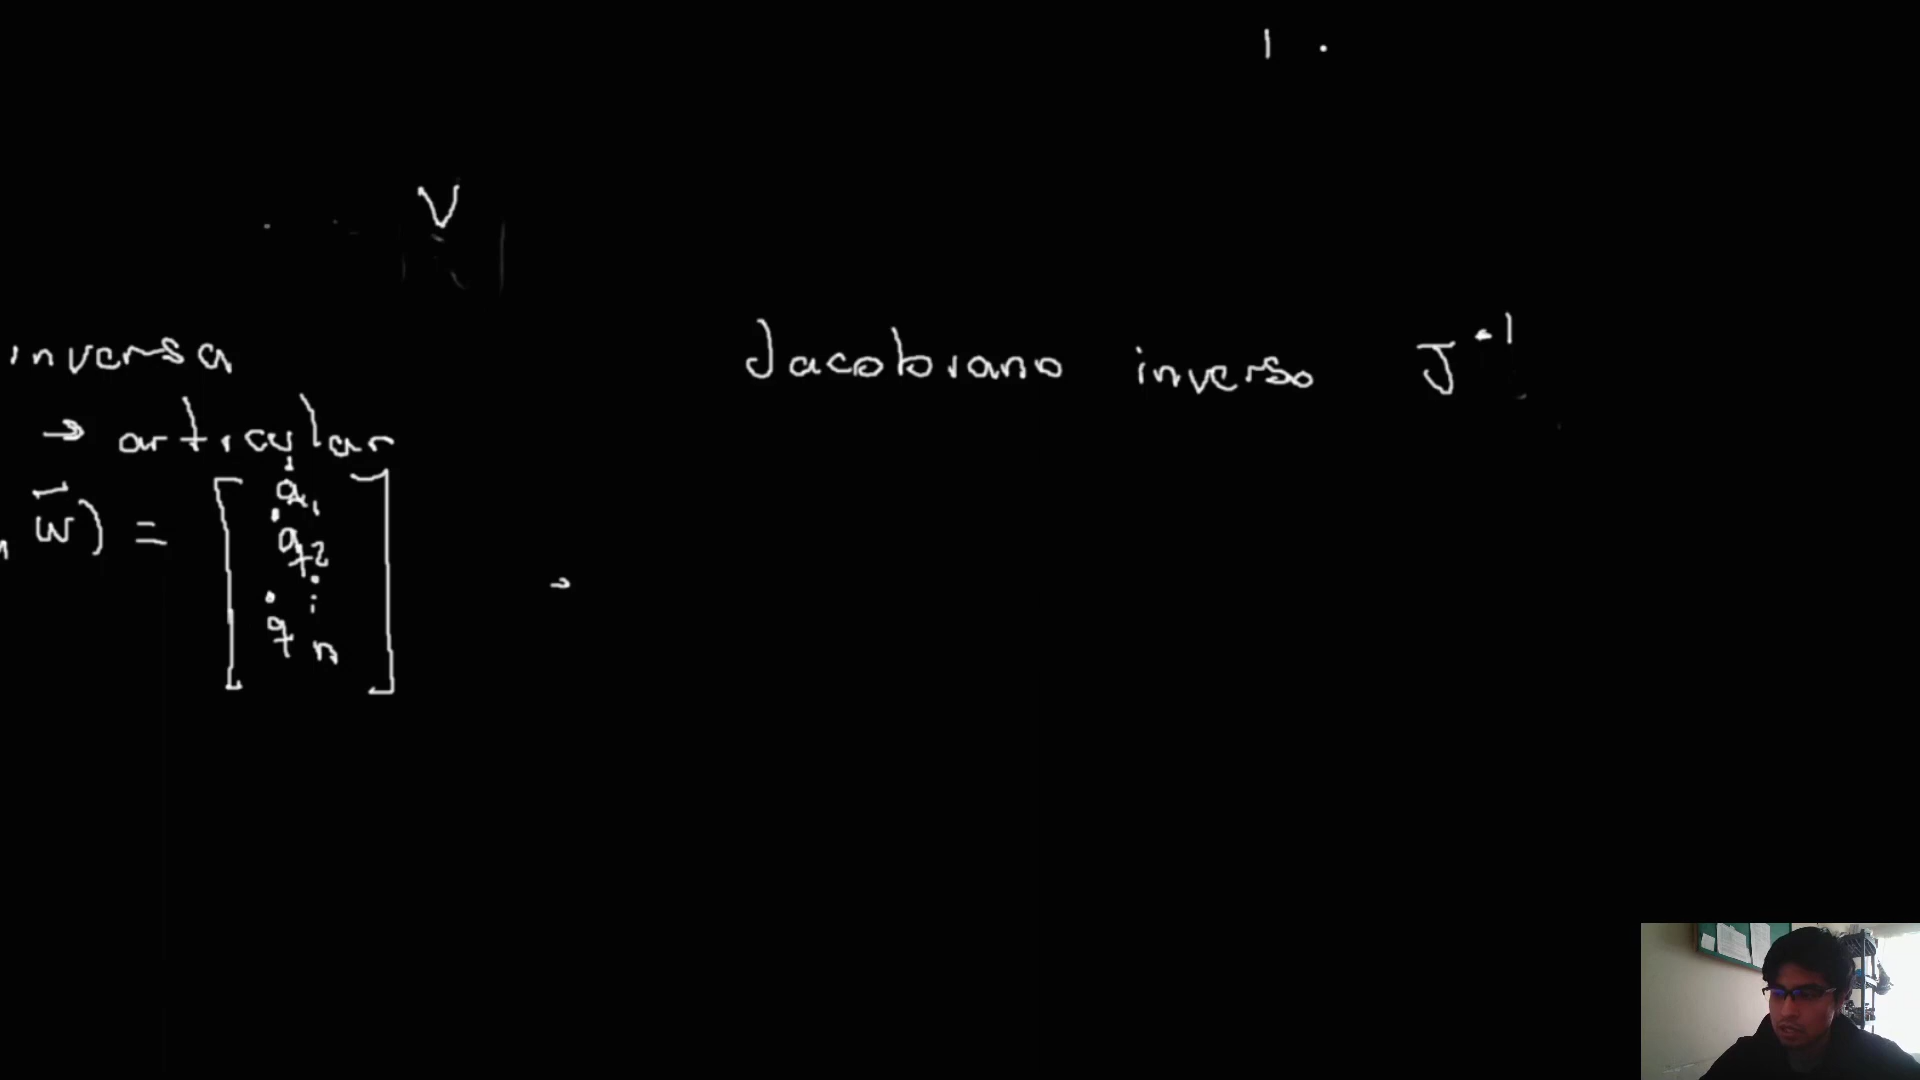 V
inversa
→ articular
w⃗) = [ q̇₁
q̇₂
⋮
q̇ n ]
Jacobiano inverso J⁻¹